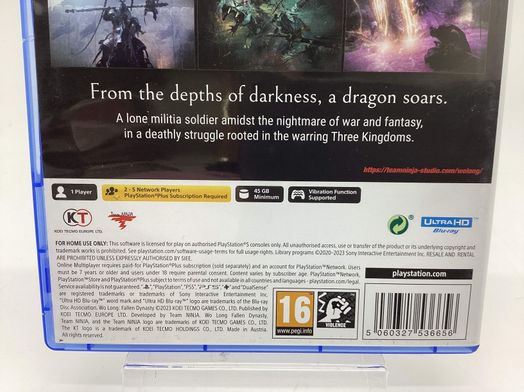 From the depths of darkness, a dragon soars.
A lone militia soldier amidst the nightmare of war and fantasy,
in a deathly struggle rooted in the warring Three Kingdoms.
https://teamninja-studio.com/wolong/
1 Player
2 - 5 Network Players
PlayStation®Plus Subscription Required
45 GB
Minimum
Vibration Function
Supported
KT
KOEI TECMO EUROPE LTD.
ULTRA HD
Blu-ray
FOR HOME USE ONLY: This software is licensed for play on authorised PlayStation®5 consoles only. All unauthorised access, use or transfer of the product or its underlying copyright and
trademark works is prohibited. See playstation.com/software-usage-terms for full usage rights. Library programs ©2020-2023 Sony Interactive Entertainment Inc. RESALE AND RENTAL
ARE PROHIBITED UNLESS EXPRESSLY AUTHORISED BY SIEE.
Online Multiplayer requires paid-for PlayStation®Plus subscription (sold separately) and an account for PlayStation™Network. Users
must be 7 years or older and users under 18 require parental consent. Content varies by subscriber age. PlayStation™Network,
PlayStation™Store and PlayStation®Plus subject to terms of use and not available in all countries and languages - playstation.com/legal.
Service availability is not guaranteed. "PlayStation", "PS5", and "DualSense"
are registered trademarks or trademarks of Sony Interactive Entertainment Inc.
"Ultra HD Blu-ray™" word mark and "Ultra HD Blu-ray™" logo are trademarks of the Blu-ray
Disc Association. Wo Long: Fallen Dynasty ©2023 KOEI TECMO GAMES CO., LTD. Published by
KOEI TECMO EUROPE LTD. Developed by Team NINJA. Wo Long Fallen Dynasty,
Team NINJA, and the Team NINJA logo are trademarks of KOEI TECMO GAMES CO., LTD.
The KT logo is a trademark of KOEI TECMO HOLDINGS CO., LTD. Made in Austria.
All rights reserved.
playstation.com
16
www.pegi.info
VIOLENCE
5 060327 536656